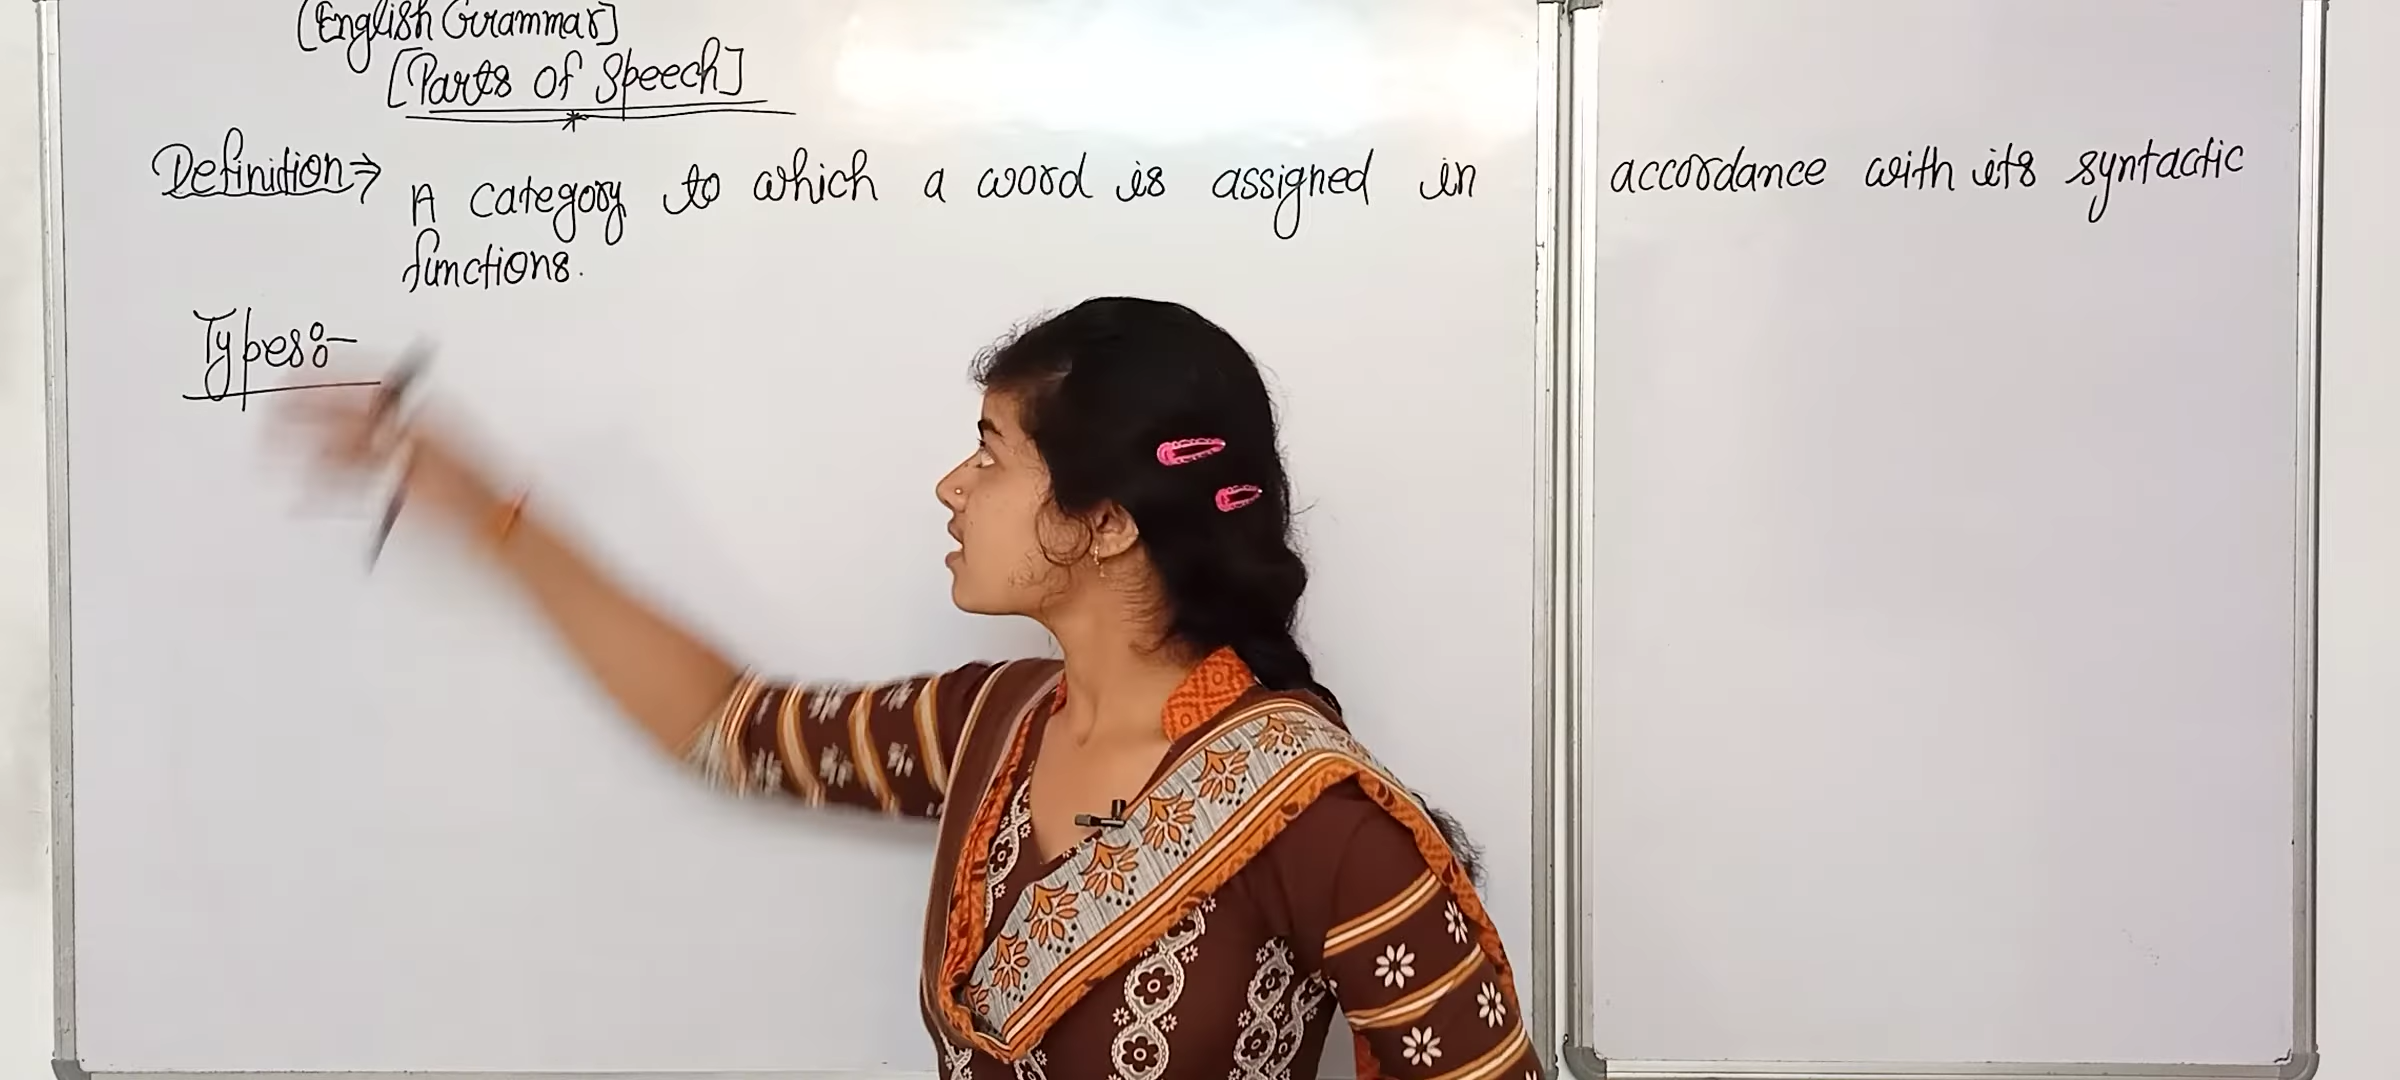 [English Grammar]
[Parts of Speech]
Definition⇒ A category to which a word is assigned in accordance with its syntactic
functions.
Types:-